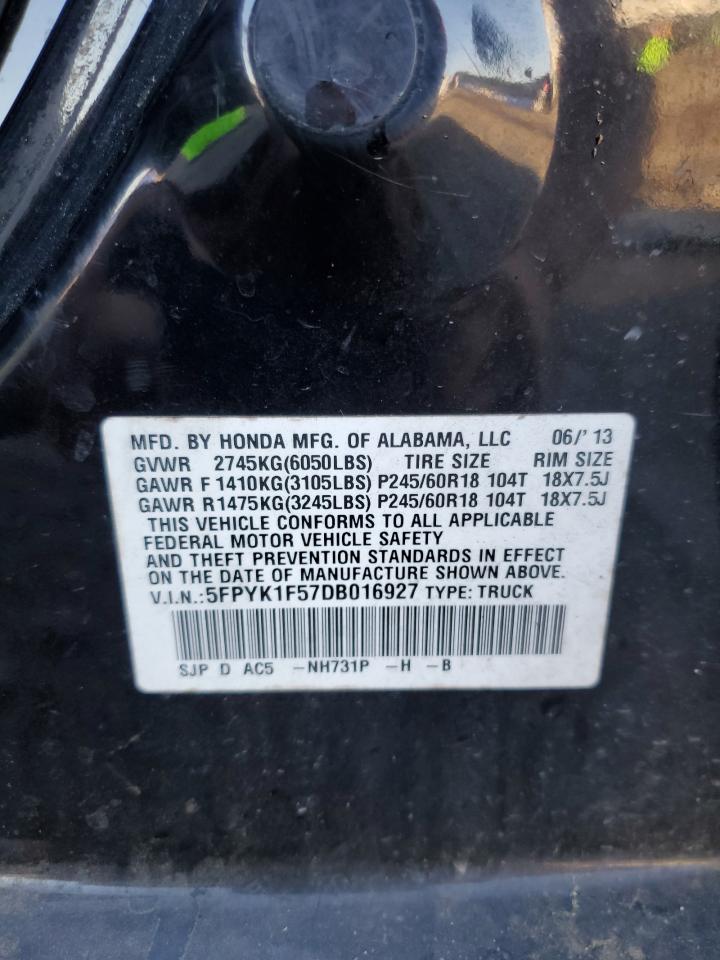 MFD. BY HONDA MFG. OF ALABAMA, LLC 06/'13
GVWR 2745KG(6050LBS) TIRE SIZE RIM SIZE
GAWR F 1410KG(3105LBS) P245/60R18 104T 18X7.5J
GAWR R1475KG(3245LBS) P245/60R18 104T 18X7.5J
THIS VEHICLE CONFORMS TO ALL APPLICABLE
FEDERAL MOTOR VEHICLE SAFETY
AND THEFT PREVENTION STANDARDS IN EFFECT
ON THE DATE OF MANUFACTURE SHOWN ABOVE.
V.I.N.:5FPYK1F57DB016927 TYPE: TRUCK
SJP D AC5 -NH731P -H -B